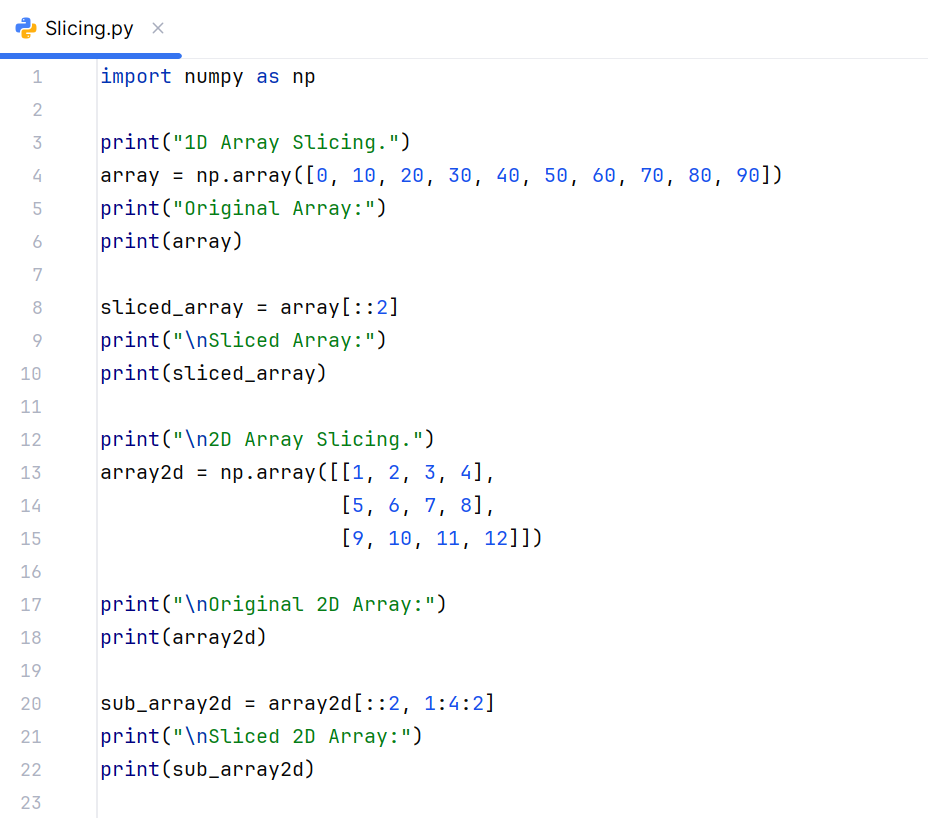 Slicing.py ×
1 import numpy as np
2
3 print("1D Array Slicing.")
4 array = np.array([0, 10, 20, 30, 40, 50, 60, 70, 80, 90])
5 print("Original Array:")
6 print(array)
7
8 sliced_array = array[::2]
9 print("\nSliced Array:")
10 print(sliced_array)
11
12 print("\n2D Array Slicing.")
13 array2d = np.array([[1, 2, 3, 4],
14                     [5, 6, 7, 8],
15                     [9, 10, 11, 12]])
16
17 print("\nOriginal 2D Array:")
18 print(array2d)
19
20 sub_array2d = array2d[::2, 1:4:2]
21 print("\nSliced 2D Array:")
22 print(sub_array2d)
23